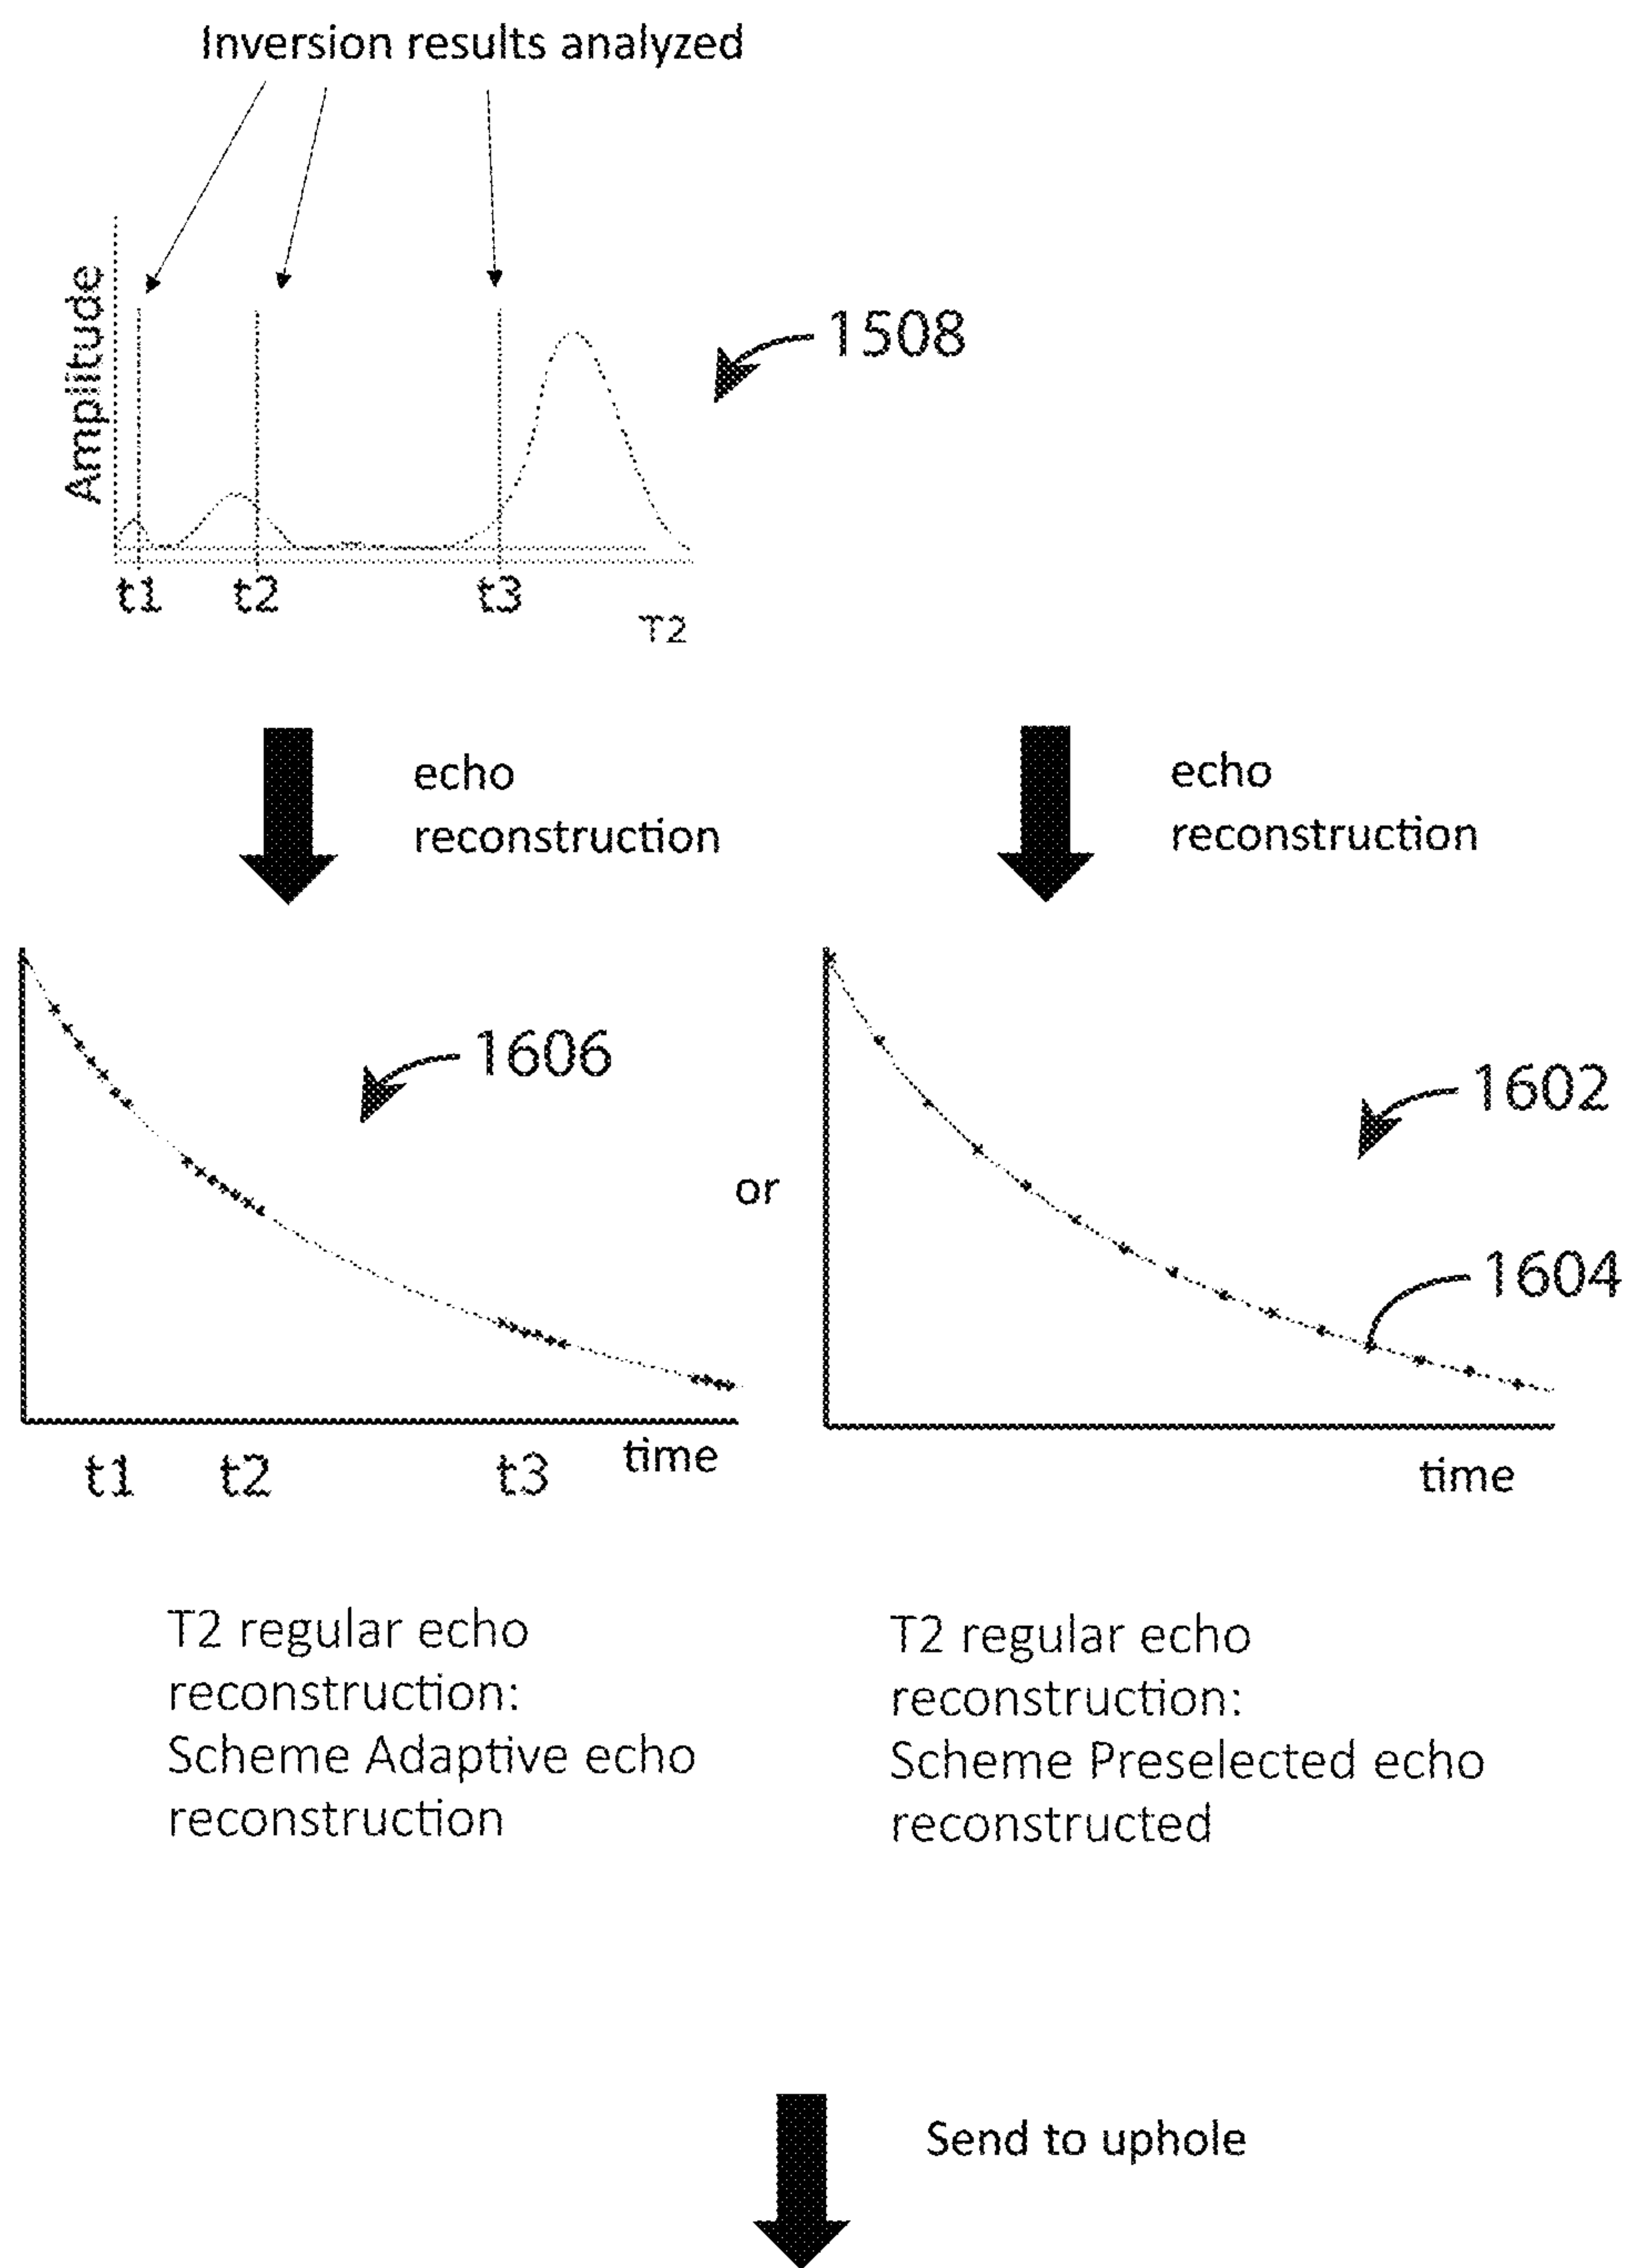 Inversion results analyzed
Amplitude
1508
t1 t2 t3
T2
echo
reconstruction
echo
reconstruction
1606
1602
or
1604
t1 t2 t3 time
time
T2 regular echo
reconstruction:
Scheme Adaptive echo
reconstruction
T2 regular echo
reconstruction:
Scheme Preselected echo
reconstructed
Send to uphole